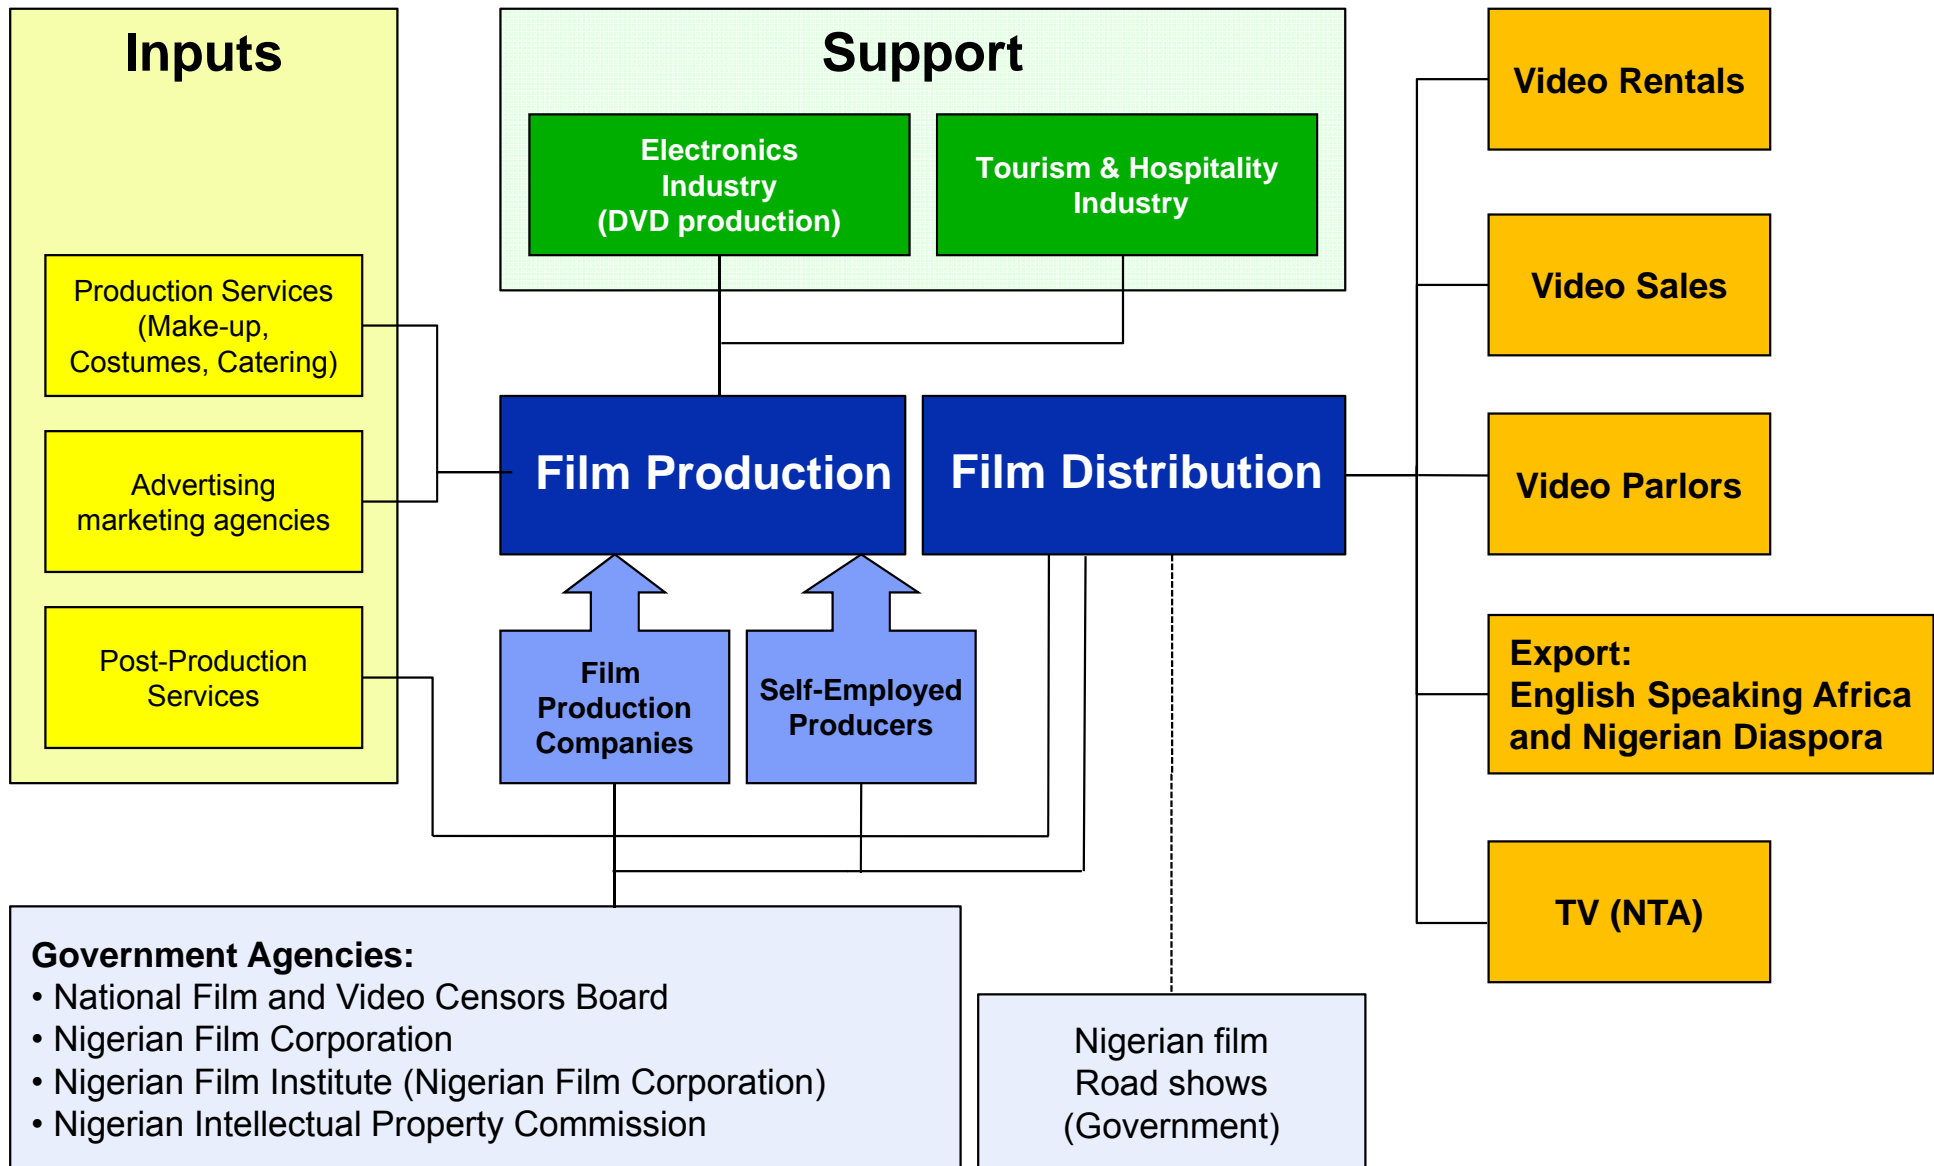 Inputs
Production Services
(Make-up,
Costumes, Catering)
Advertising
marketing agencies
Post-Production
Services
Support
Electronics
Industry
(DVD production)
Tourism & Hospitality
Industry
Film Production
Film Distribution
Film
Production
Companies
Self-Employed
Producers
Video Rentals
Video Sales
Video Parlors
Export:
English Speaking Africa
and Nigerian Diaspora
TV (NTA)
Government Agencies:
• National Film and Video Censors Board
• Nigerian Film Corporation
• Nigerian Film Institute (Nigerian Film Corporation)
• Nigerian Intellectual Property Commission
Nigerian film
Road shows
(Government)